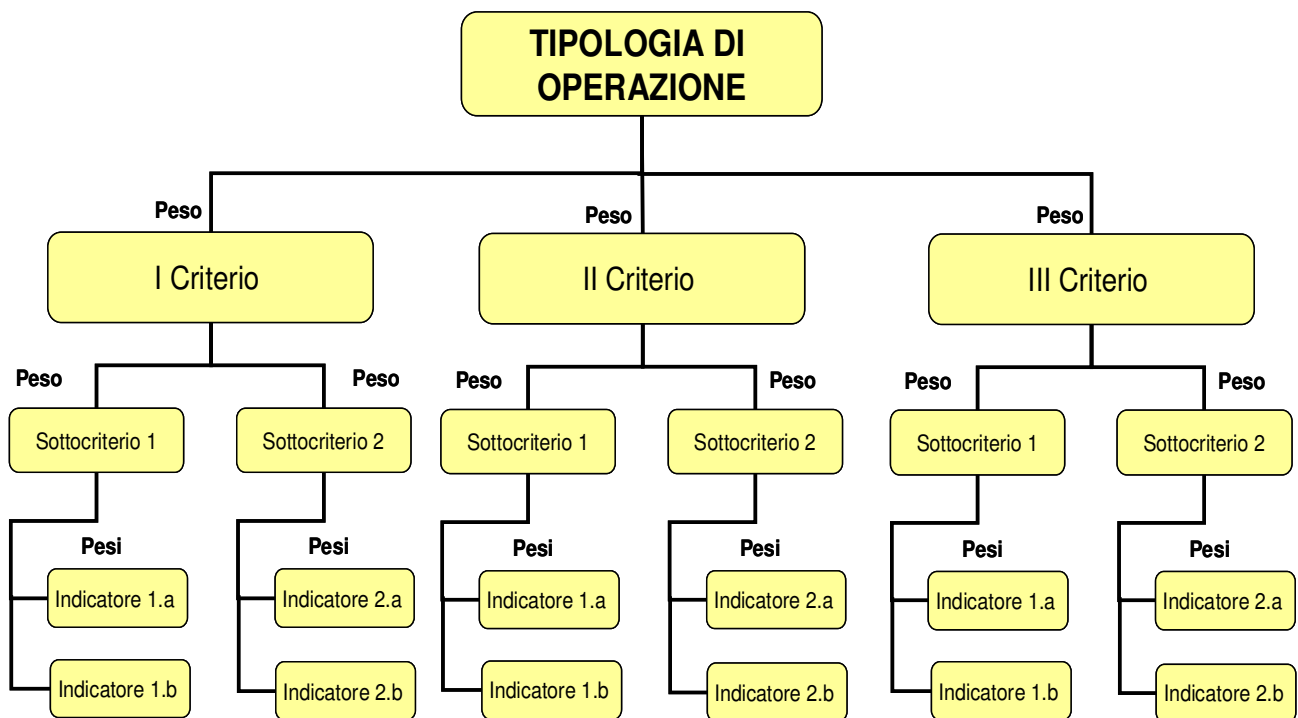 TIPOLOGIA DI
OPERAZIONE
Peso
Peso
Peso
I Criterio
II Criterio
III Criterio
Peso
Peso
Peso
Peso
Peso
Peso
Sottocriterio 1
Sottocriterio 2
Sottocriterio 1
Sottocriterio 2
Sottocriterio 1
Sottocriterio 2
Pesi
Pesi
Pesi
Pesi
Pesi
Pesi
Indicatore 1.a
Indicatore 2.a
Indicatore 1.a
Indicatore 2.a
Indicatore 1.a
Indicatore 2.a
Indicatore 1.b
Indicatore 2.b
Indicatore 1.b
Indicatore 2.b
Indicatore 1.b
Indicatore 2.b